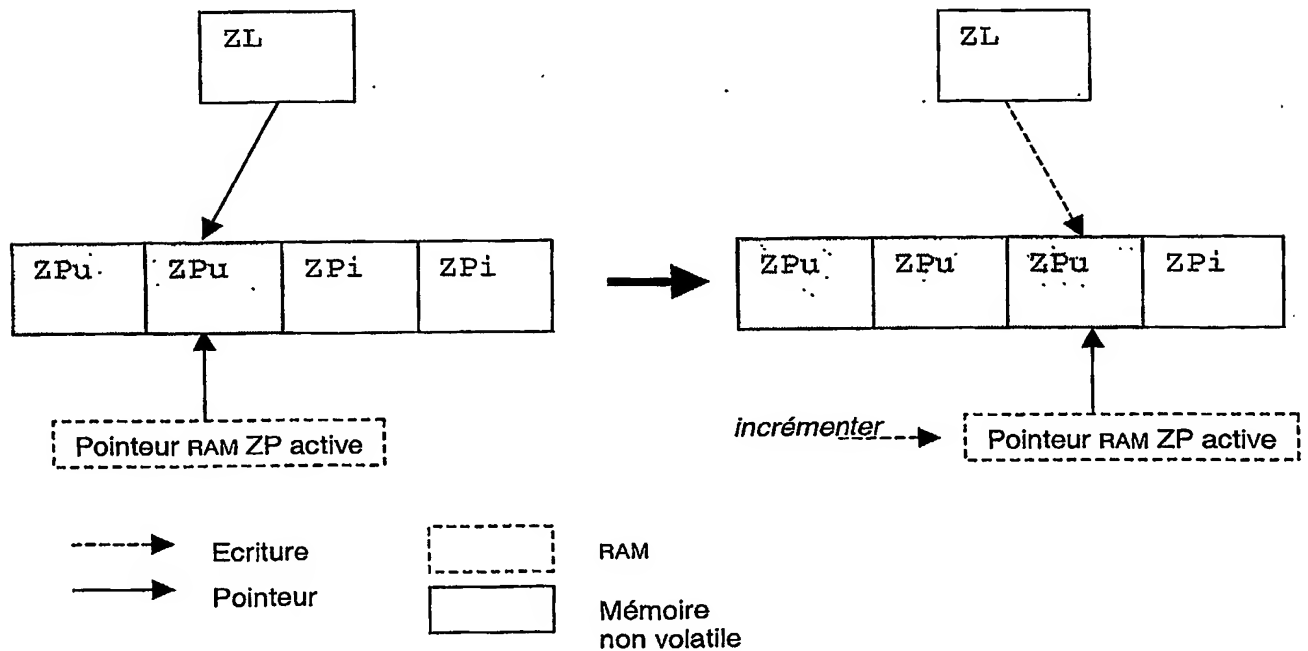 ZL
ZL
ZPu ZPu ZPi ZPi
ZPu ZPu ZPu ZPi
Pointeur RAM ZP active
incrémenter
Pointeur RAM ZP active
Ecriture
Pointeur
RAM
Mémoire
non volatile